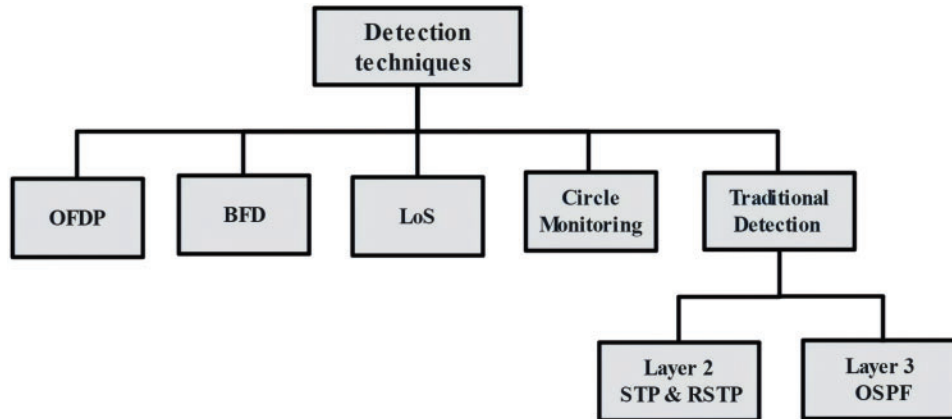 Detection
techniques
OFDP
BFD
LoS
Circle
Monitoring
Traditional
Detection
Layer 2
STP & RSTP
Layer 3
OSPF